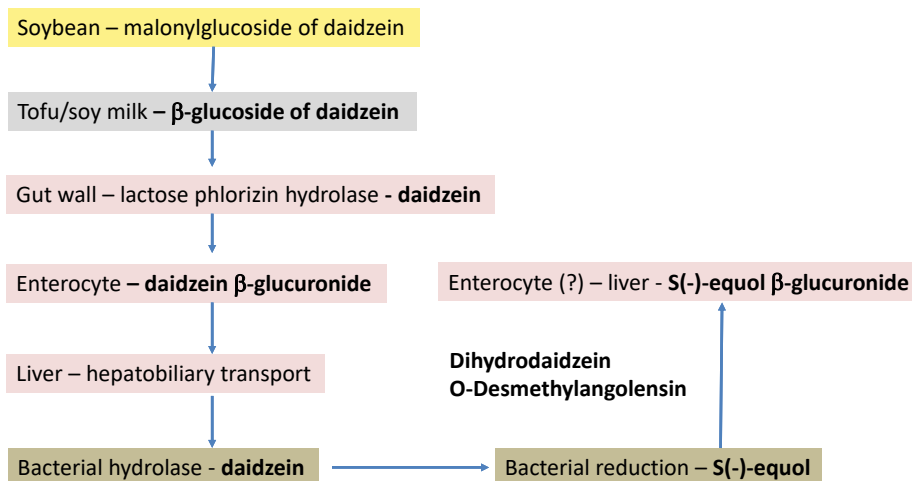 Soybean – malonylglucoside of daidzein
Tofu/soy milk – β-glucoside of daidzein
Gut wall – lactose phlorizin hydrolase - daidzein
Enterocyte – daidzein β-glucuronide
Enterocyte (?) – liver - S(-)-equol β-glucuronide
Liver – hepatobiliary transport
Dihydrodaidzein
O-Desmethylangolensin
Bacterial hydrolase - daidzein
Bacterial reduction – S(-)-equol